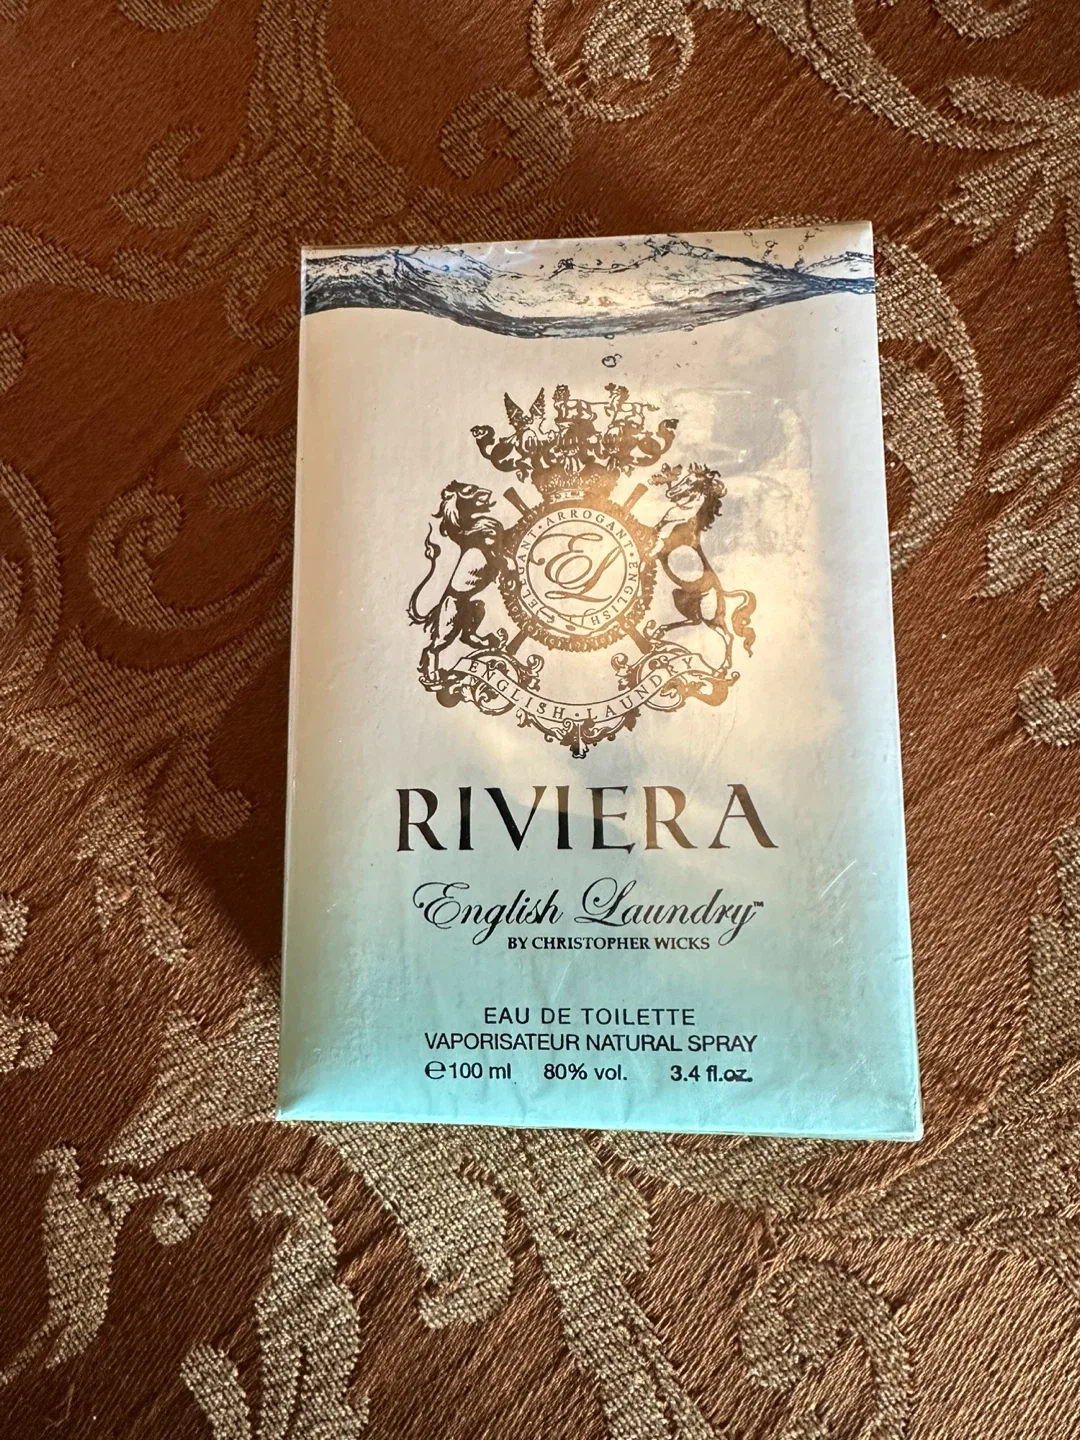 ELEGANT · ARROGANT · ENGLISH
EL
ENGLISH · LAUNDRY
RIVIERA
English Laundry™
BY CHRISTOPHER WICKS
EAU DE TOILETTE
VAPORISATEUR NATURAL SPRAY
℮100 ml 80% vol. 3.4 fl.oz.